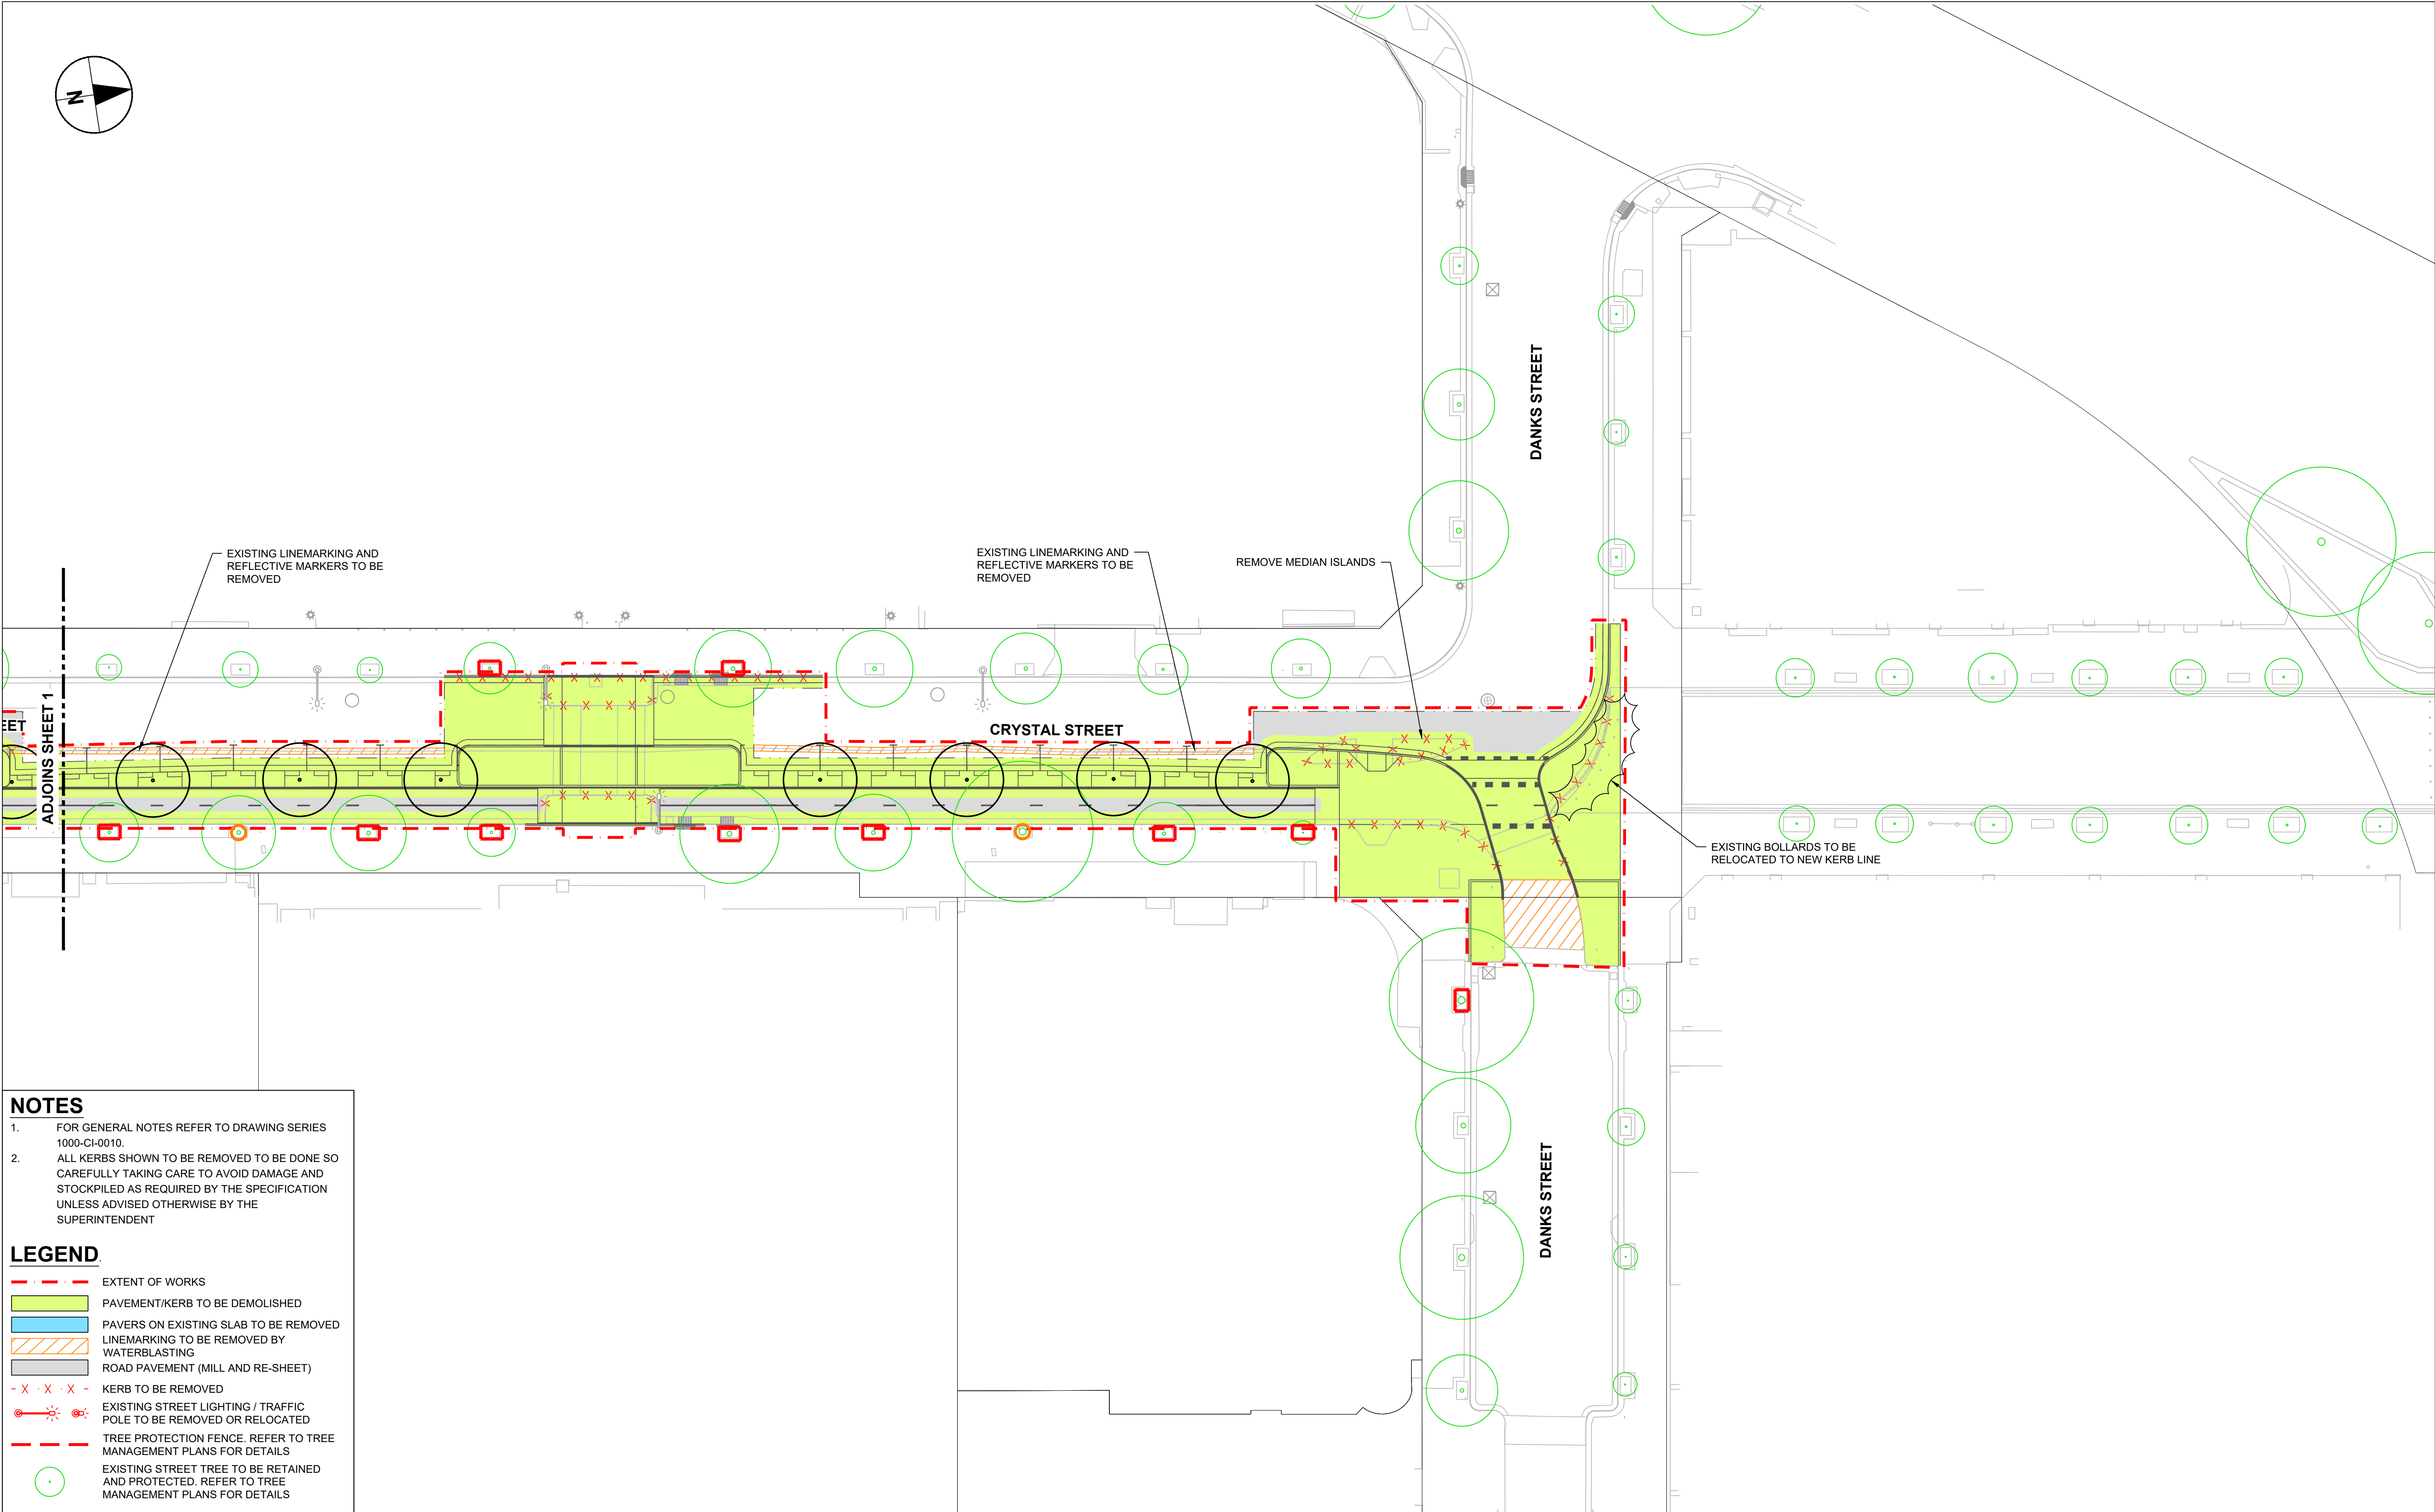 N
DANKS STREET
EXISTING LINEMARKING AND
REFLECTIVE MARKERS TO BE
REMOVED
EXISTING LINEMARKING AND
REFLECTIVE MARKERS TO BE
REMOVED
REMOVE MEDIAN ISLANDS
EET
ADJOINS SHEET 1
CRYSTAL STREET
EXISTING BOLLARDS TO BE
RELOCATED TO NEW KERB LINE
DANKS STREET
NOTES
1. FOR GENERAL NOTES REFER TO DRAWING SERIES
1000-CI-0010.
2. ALL KERBS SHOWN TO BE REMOVED TO BE DONE SO
CAREFULLY TAKING CARE TO AVOID DAMAGE AND
STOCKPILED AS REQUIRED BY THE SPECIFICATION
UNLESS ADVISED OTHERWISE BY THE
SUPERINTENDENT
LEGEND.
EXTENT OF WORKS
PAVEMENT/KERB TO BE DEMOLISHED
PAVERS ON EXISTING SLAB TO BE REMOVED
LINEMARKING TO BE REMOVED BY
WATERBLASTING
ROAD PAVEMENT (MILL AND RE-SHEET)
KERB TO BE REMOVED
EXISTING STREET LIGHTING / TRAFFIC
POLE TO BE REMOVED OR RELOCATED
TREE PROTECTION FENCE. REFER TO TREE
MANAGEMENT PLANS FOR DETAILS
EXISTING STREET TREE TO BE RETAINED
AND PROTECTED. REFER TO TREE
MANAGEMENT PLANS FOR DETAILS